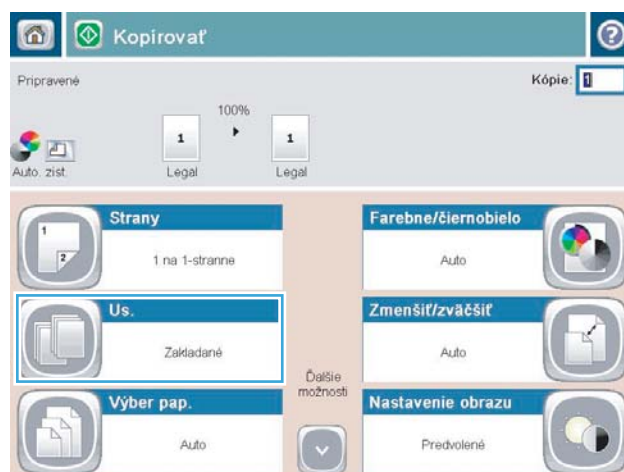 Kopírovať
Pripravené
Kópie: 1
100%
1
1
Auto. zist.
Legal
Legal
Strany
1 na 1-stranne
Farebne/čiernobielo
Auto
Us.
Zakladané
Zmenšiť/zväčšiť
Auto
Ďalšie
možnosti
Výber pap.
Auto
Nastavenie obrazu
Predvolené